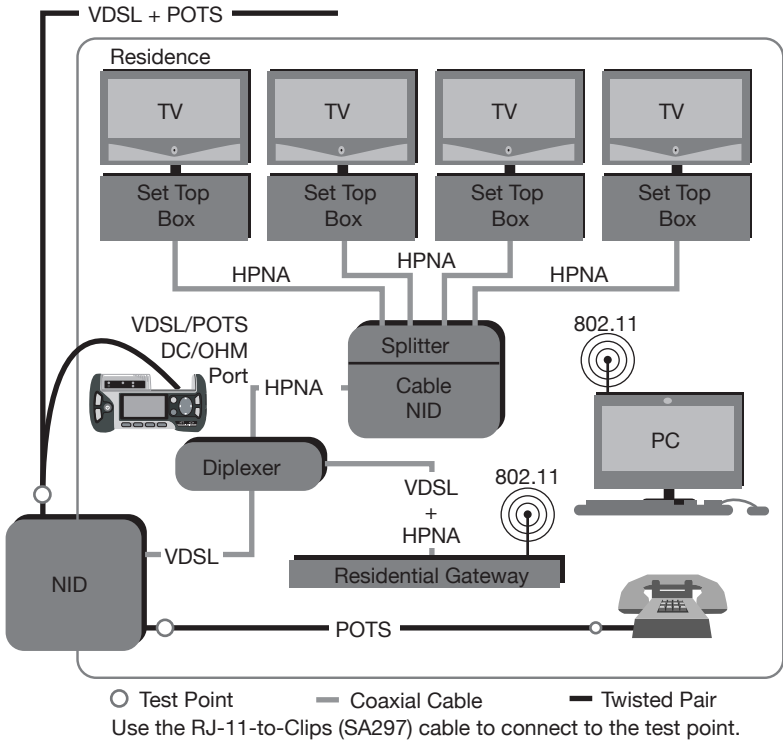 VDSL + POTS
Residence
TV
TV
TV
TV
Set Top
Box
Set Top
Box
Set Top
Box
Set Top
Box
HPNA
HPNA
HPNA
VDSL/POTS
DC/OHM
Port
Splitter
Cable
NID
802.11
HPNA
PC
Diplexer
VDSL
+
HPNA
802.11
VDSL
NID
Residential Gateway
POTS
Test Point
Coaxial Cable
Twisted Pair
Use the RJ-11-to-Clips (SA297) cable to connect to the test point.